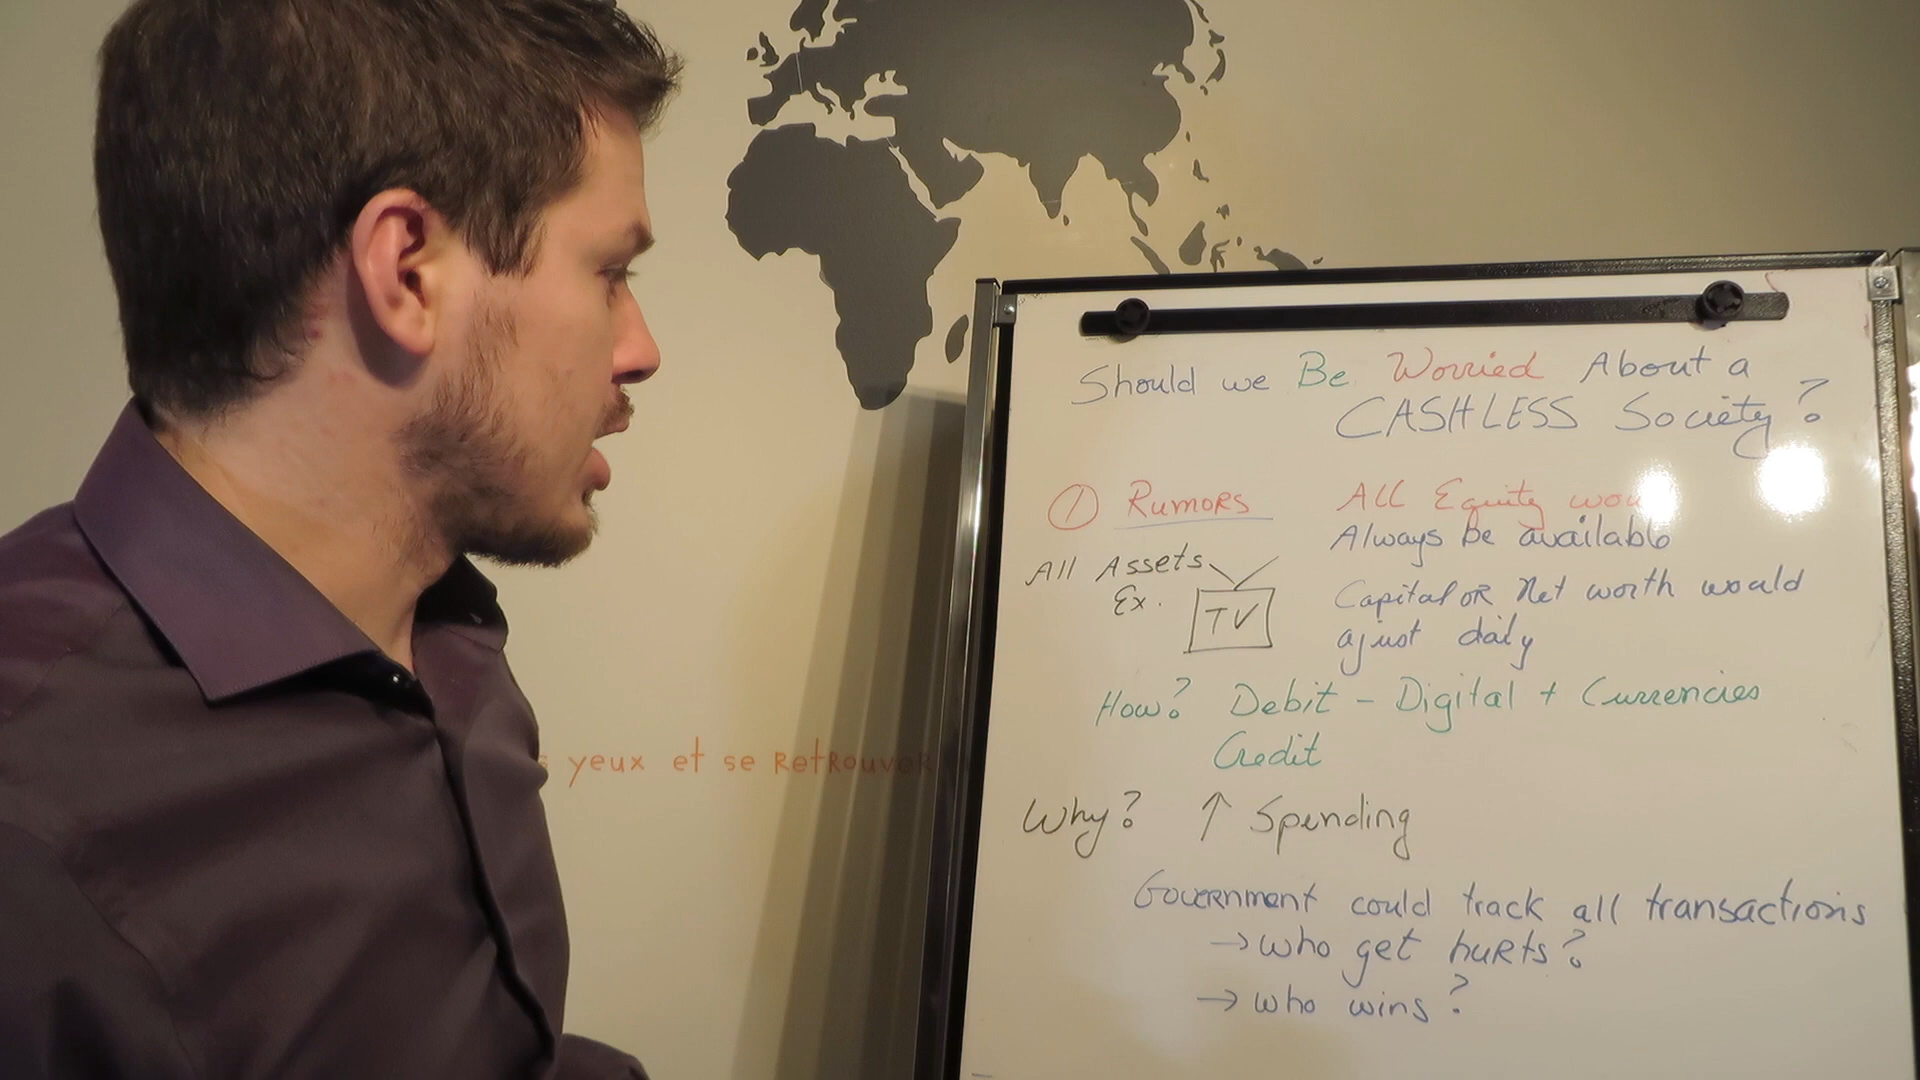 Should we Be Worried About a
CASHLESS Society?
① Rumors
All Equity
Always be available
All Assets
Ex.
TV
Capital or Net worth would
ajust daily
How? Debit - Digital + Currencies
Credit
Why? ↑ Spending
Government could track all transactions
→ who get hurts?
→ who wins?
yeux et se RetRouveR